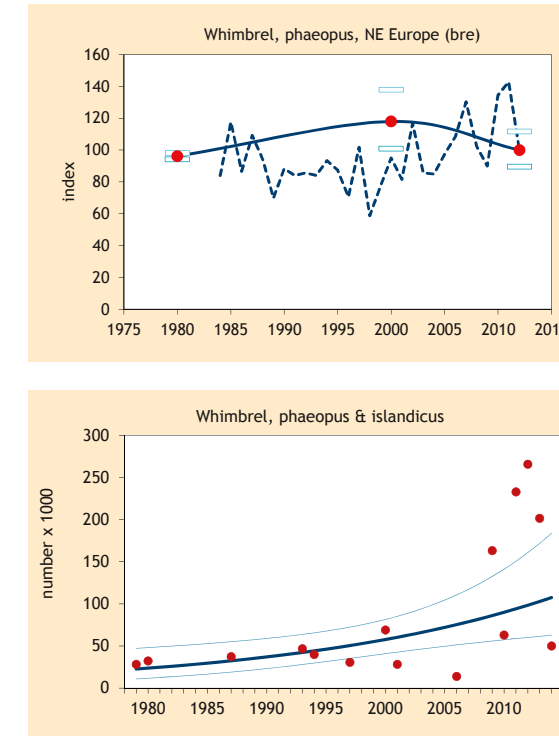 Whimbrel, phaeopus, NE Europe (bre)
160
140
120
100
80
60
40
20
0
index
1975 1980 1985 1990 1995 2000 2005 2010 201
Whimbrel, phaeopus & islandicus
300
250
200
150
100
50
0
number x 1000
1980 1985 1990 1995 2000 2005 2010